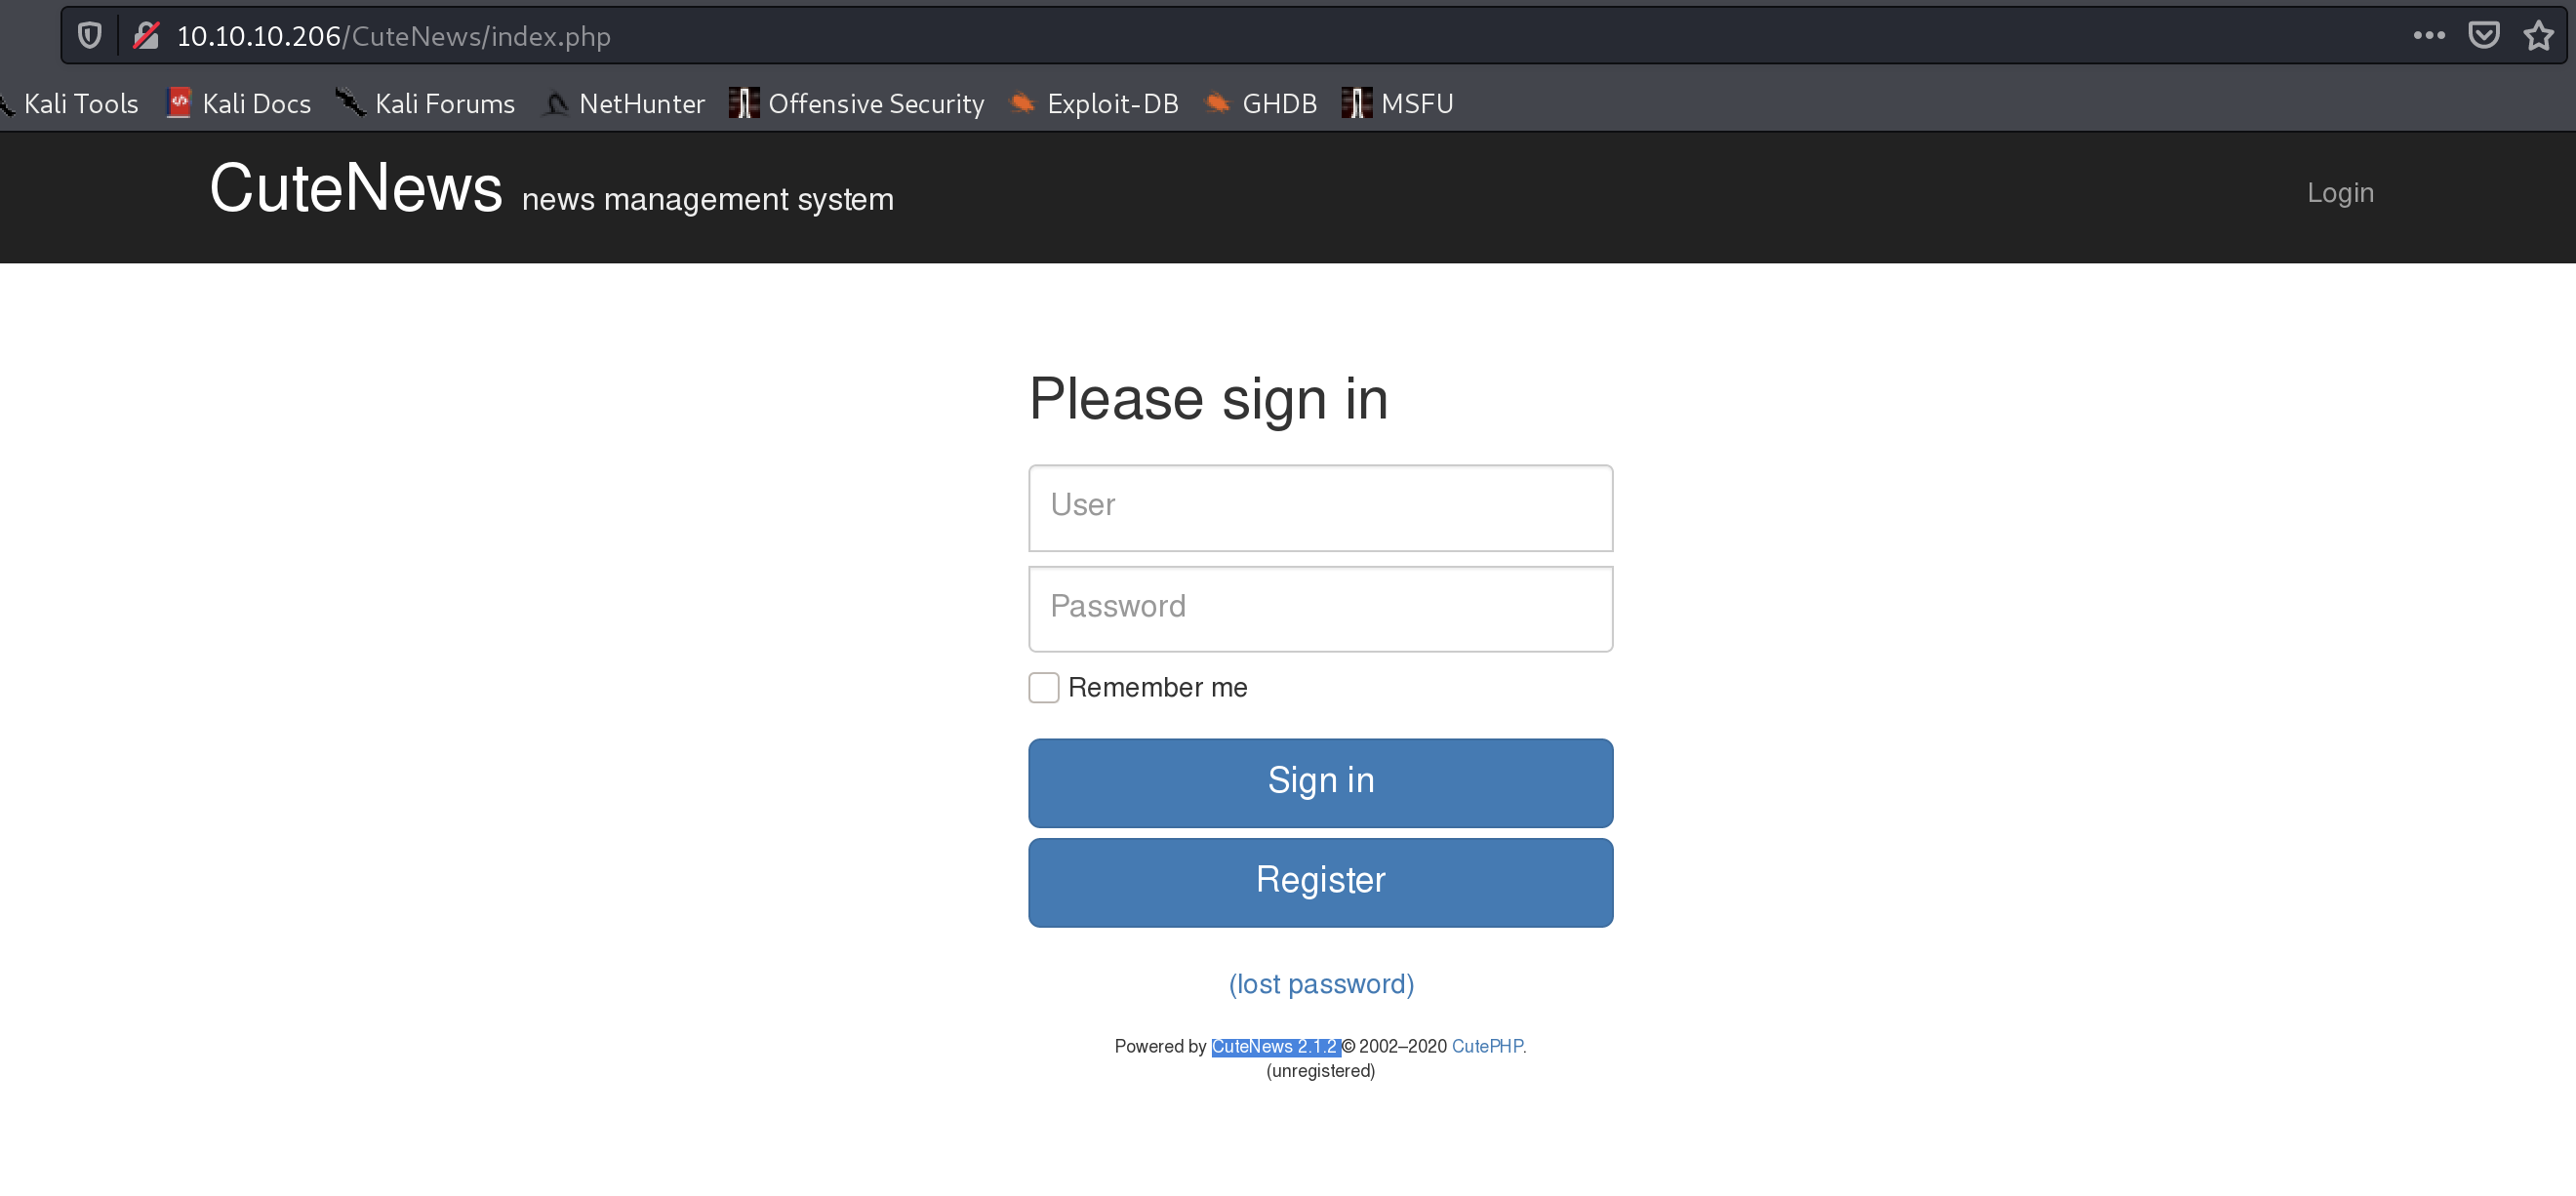 10.10.10.206/CuteNews/index.php
Kali Tools Kali Docs Kali Forums NetHunter Offensive Security Exploit-DB GHDB MSFU
CuteNews news management system Login
Please sign in
User
Password
Remember me
Sign in
Register
(lost password)
Powered by CuteNews 2.1.2 © 2002–2020 CutePHP.
(unregistered)